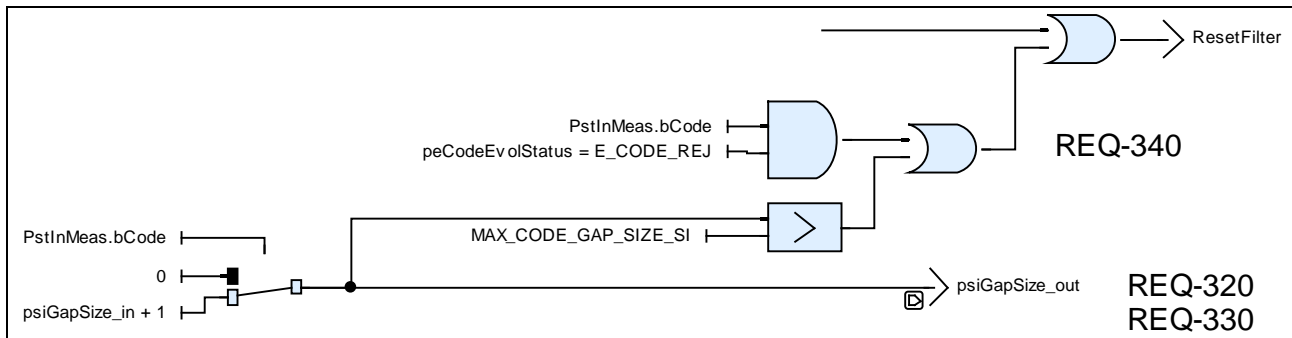 ResetFilter
PstInMeas.bCode
peCodeEvolStatus = E_CODE_REJ
REQ-340
MAX_CODE_GAP_SIZE_SI
>
PstInMeas.bCode
0
psiGapSize_in + 1
psiGapSize_out
REQ-320
REQ-330